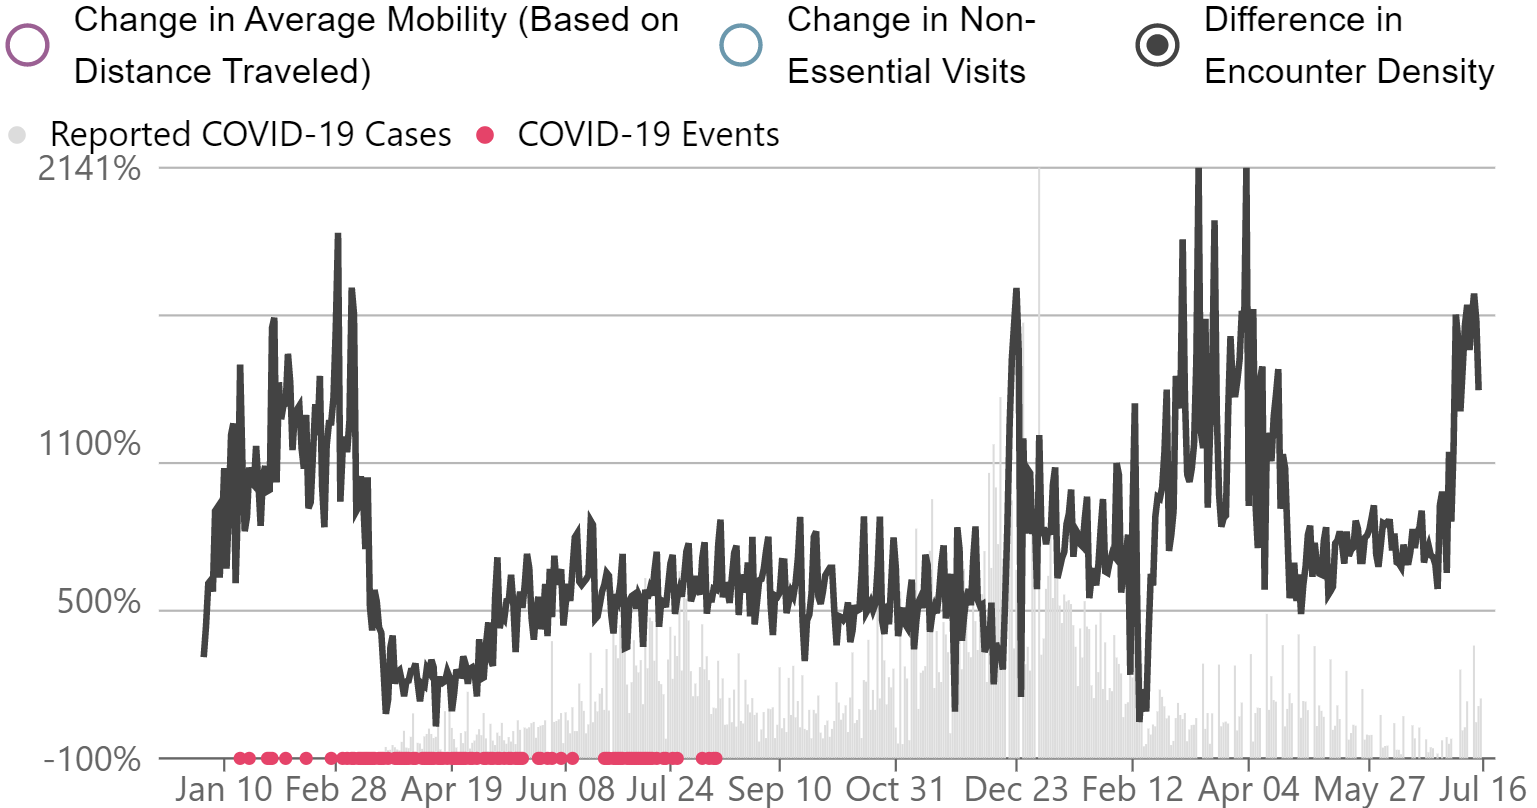 Change in Average Mobility (Based on
Distance Traveled)
Change in Non-
Essential Visits
Difference in
Encounter Density
Reported COVID-19 Cases
COVID-19 Events
2141%
1100%
500%
-100%
Jan 10 Feb 28 Apr 19 Jun 08 Jul 24 Sep 10 Oct 31 Dec 23 Feb 12 Apr 04 May 27 Jul 16